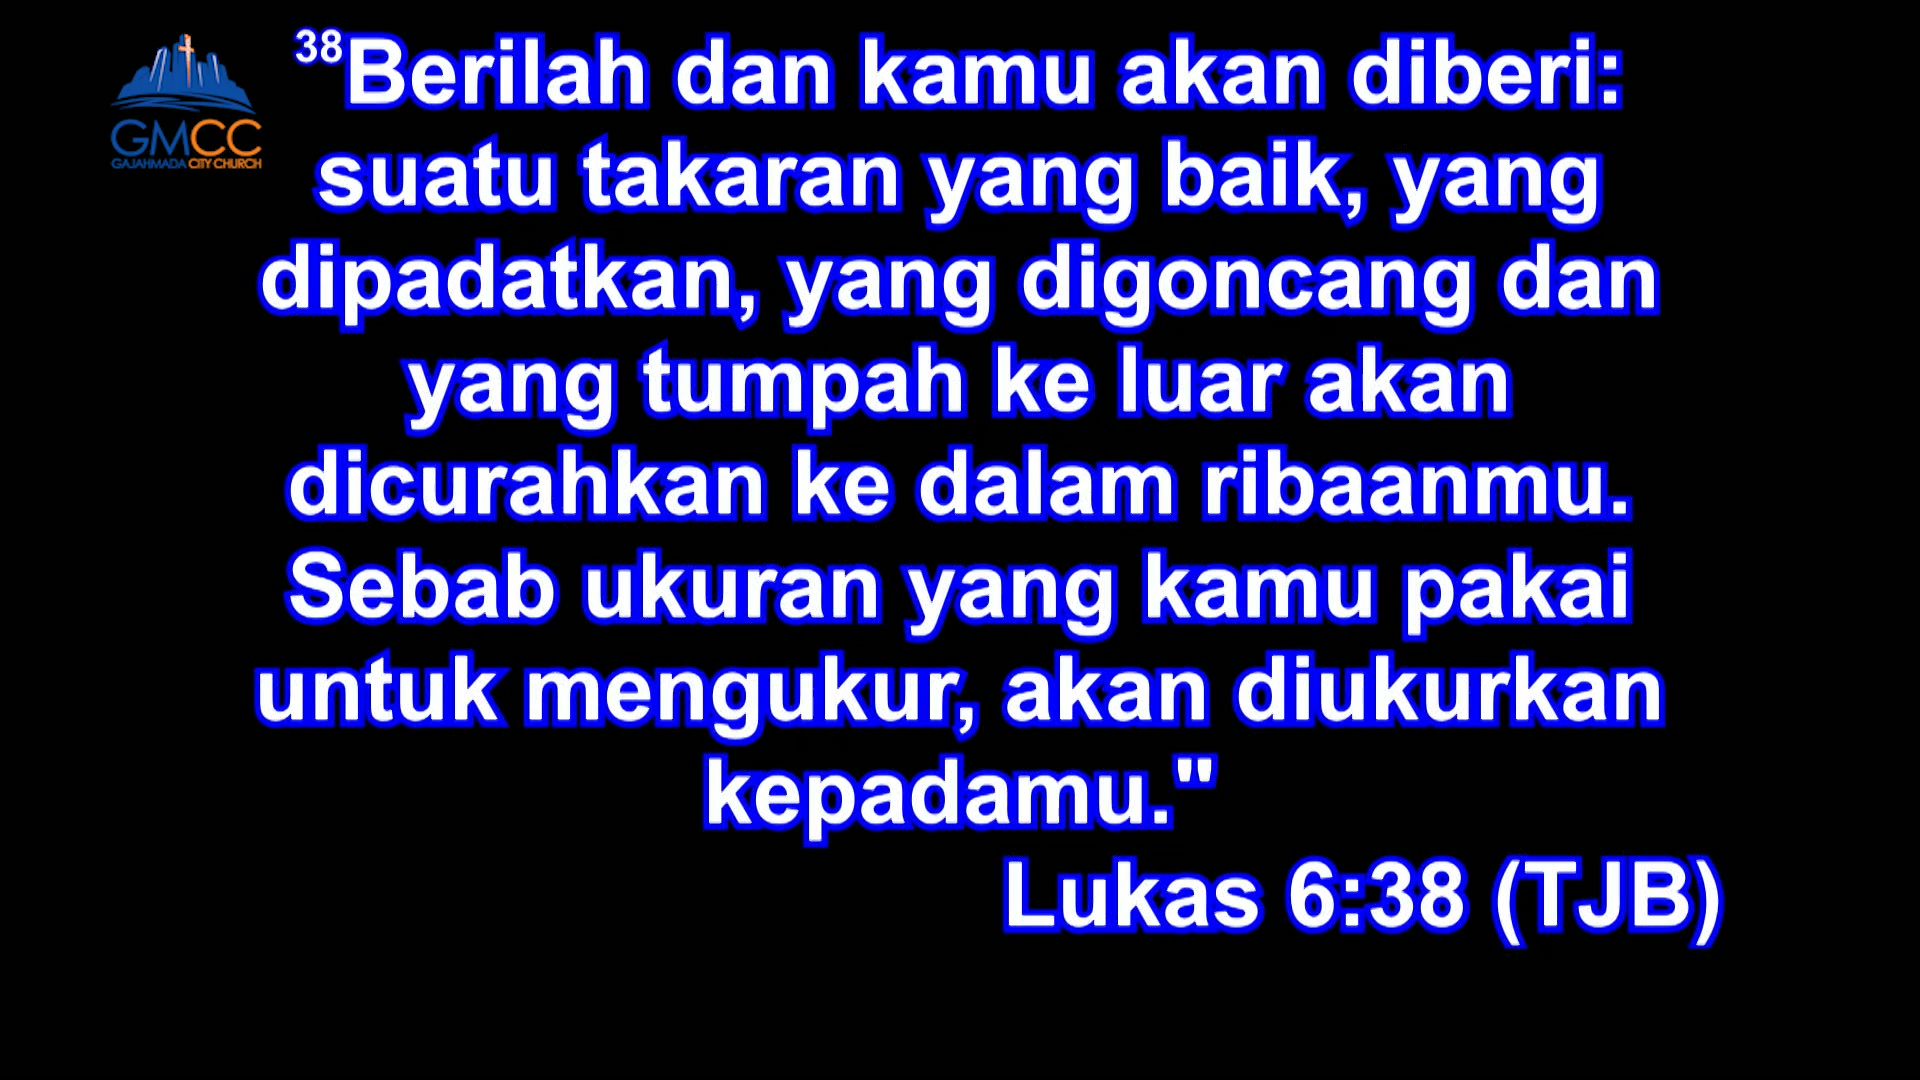 GMCC
GAJAHMADA CITY CHURCH
38Berilah dan kamu akan diberi:
suatu takaran yang baik, yang
dipadatkan, yang digoncang dan
yang tumpah ke luar akan
dicurahkan ke dalam ribaanmu.
Sebab ukuran yang kamu pakai
untuk mengukur, akan diukurkan
kepadamu."
Lukas 6:38 (TJB)